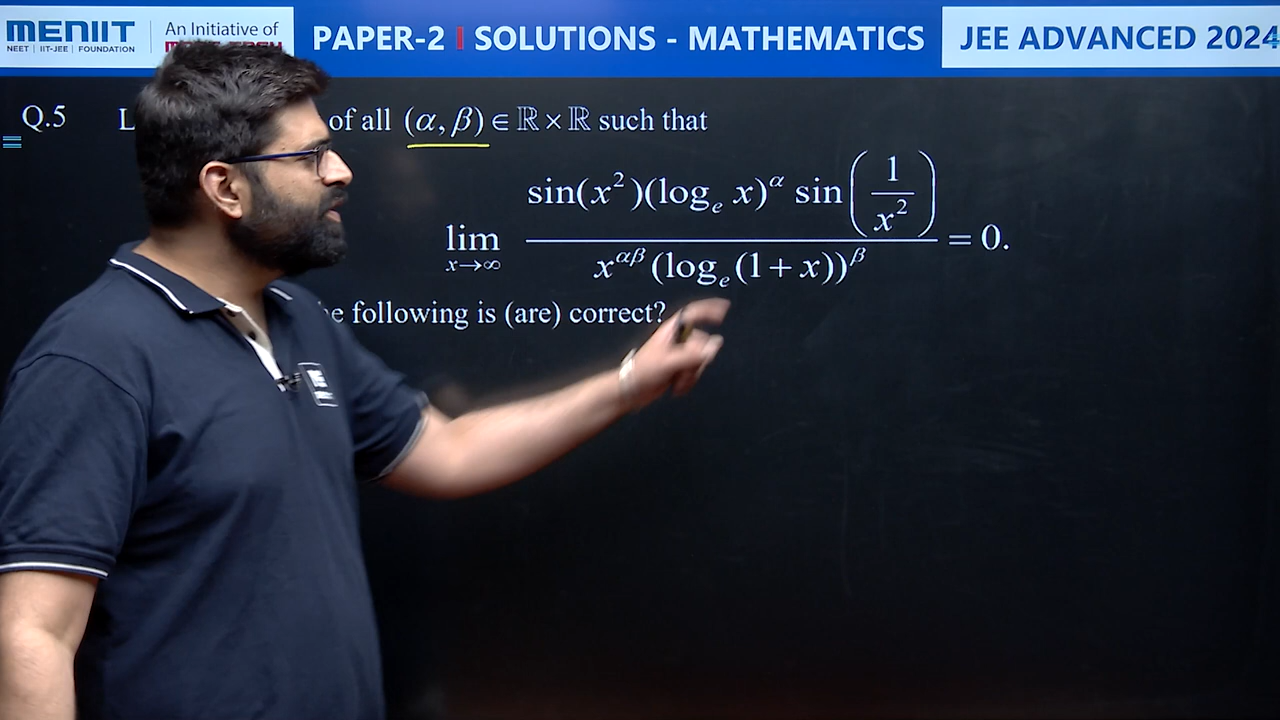 MENIIT
NEET | IIT-JEE | FOUNDATION
An Initiative of
PAPER-2 | SOLUTIONS - MATHEMATICS
JEE ADVANCED 2024
Q.5 L of all (α, β) ∈ ℝ × ℝ such that
lim x→∞ sin(x²)(logₑ x)^α sin(1/x²) / x^{αβ} (logₑ(1 + x))^β = 0.
following is (are) correct?